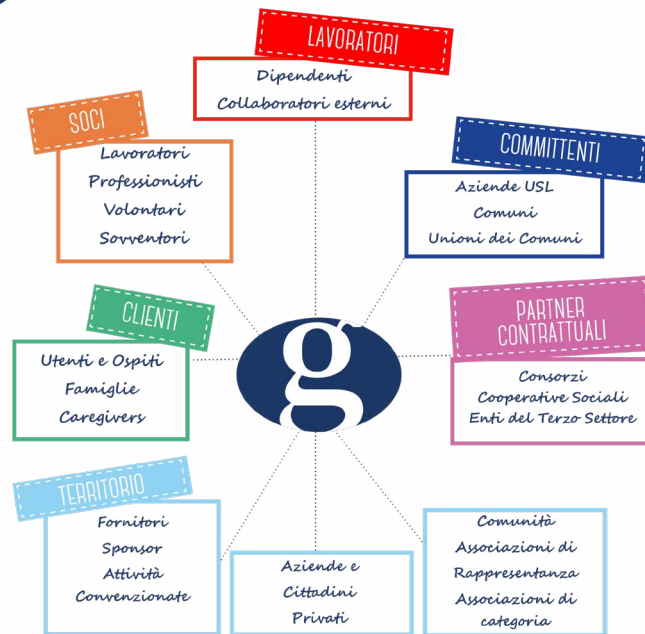 LAVORATORI
Dipendenti
Collaboratori esterni
SOCI
Lavoratori
Professionisti
Volontari
Sovventori
COMMITTENTI
Aziende USL
Comuni
Unioni dei Comuni
CLIENTI
Utenti e Ospiti
Famiglie
Caregivers
g
PARTNER
CONTRATTUALI
Consorzi
Cooperative Sociali
Enti del Terzo Settore
TERRITORIO
Fornitori
Sponsor
Attività
Convenzionate
Aziende e
Cittadini
Privati
Comunità
Associazioni di
Rappresentanza
Associazioni di
categoria